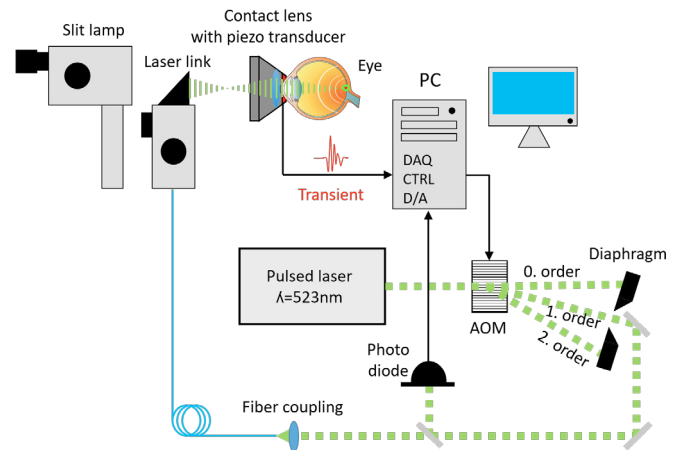 Slit lamp
Contact lens
with piezo transducer
Laser link
Eye
PC
DAQ
CTRL
D/A
Transient
Pulsed laser
ʎ=523nm
AOM
0. order
1. order
2. order
Diaphragm
Photo
diode
Fiber coupling